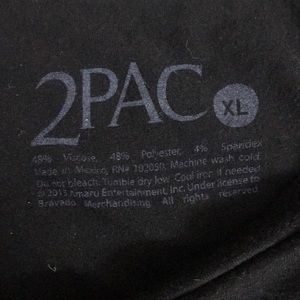 2PAC XL
48% Viscose, 48% Polyester, 4% Spandex
Made in Mexico, RN# 102050. Machine wash cold.
Do not bleach. Tumble dry low. Cool iron if needed
© 2015 Amaru Entertainment, Inc. Under license to
Bravado Merchandising. All rights reserved.